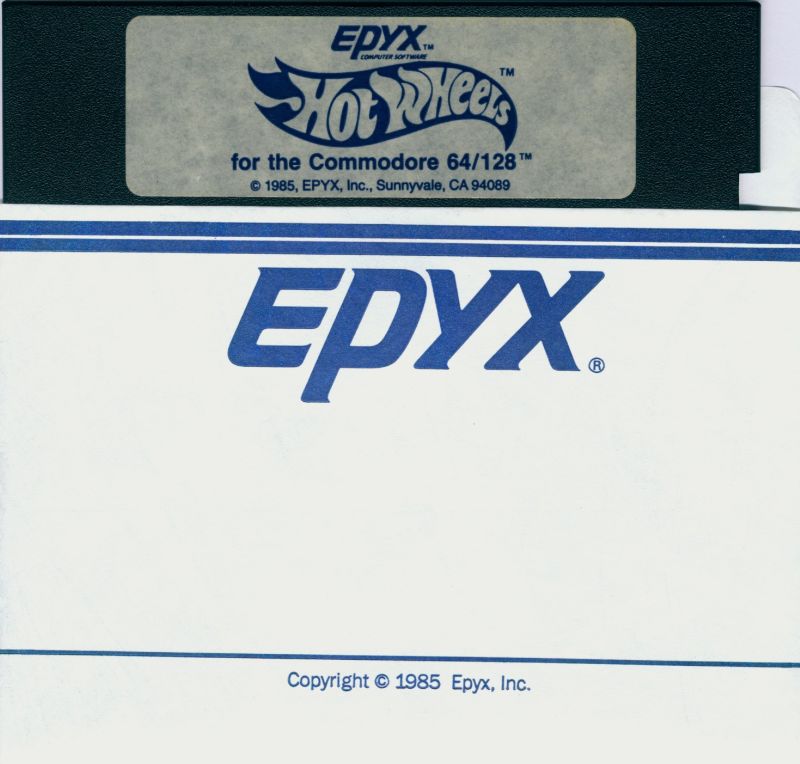 EPYX™
COMPUTER SOFTWARE
Hot Wheels™
for the Commodore 64/128™
© 1985, EPYX, Inc., Sunnyvale, CA 94089
EPYX®
Copyright © 1985 Epyx, Inc.